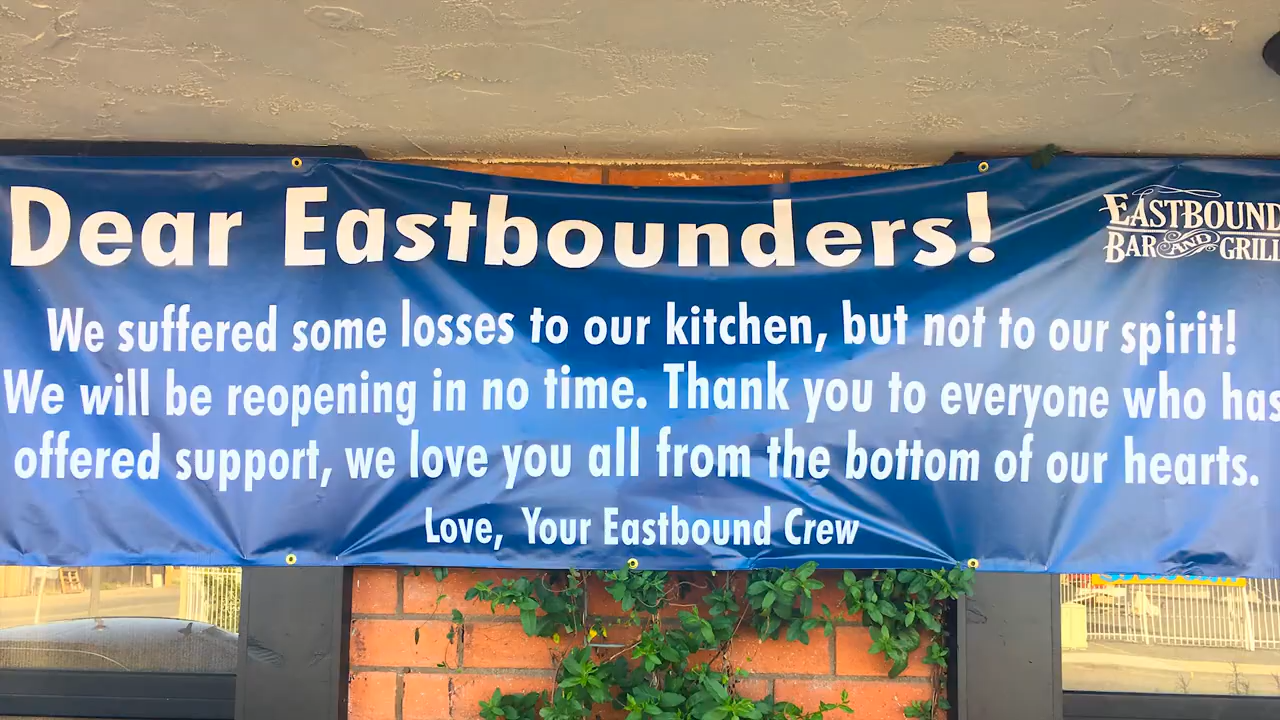 Dear Eastbounders!
EASTBOUND
BAR AND GRILL
We suffered some losses to our kitchen, but not to our spirit!
We will be reopening in no time. Thank you to everyone who has
offered support, we love you all from the bottom of our hearts.
Love, Your Eastbound Crew